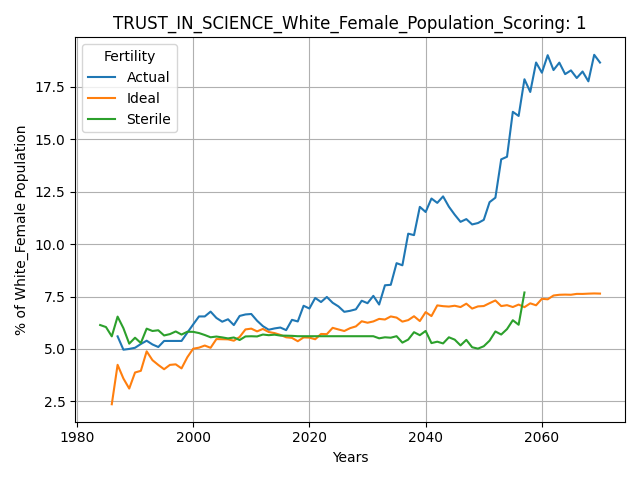 TRUST_IN_SCIENCE_White_Female_Population_Scoring: 1
Fertility
Actual
Ideal
Sterile
% of White_Female Population
17.5
15.0
12.5
10.0
7.5
5.0
2.5
1980
2000
2020
2040
2060
Years